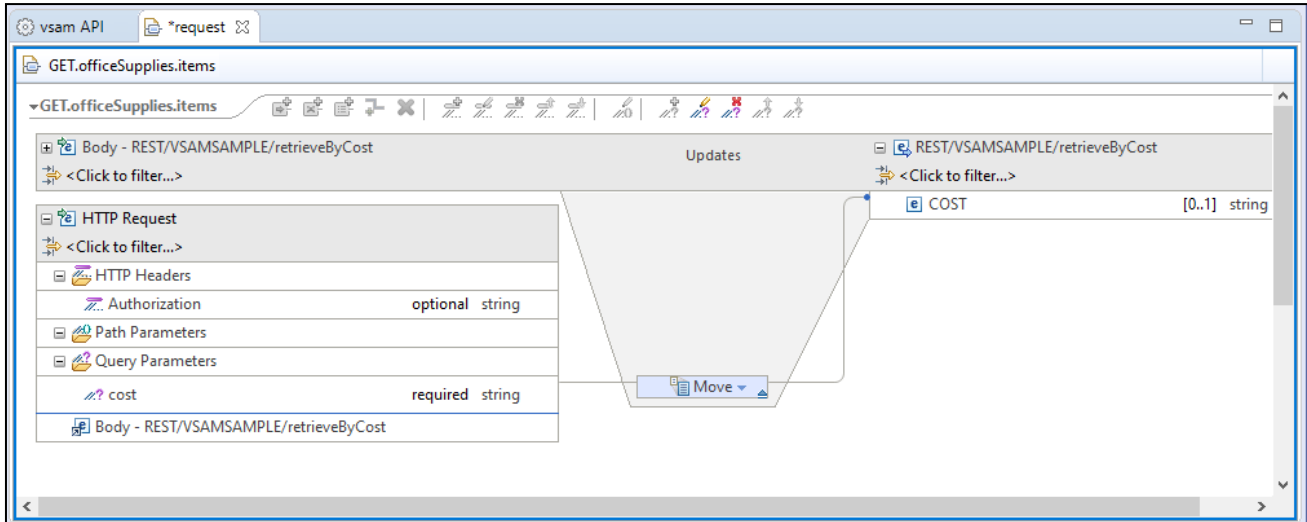 vsam API
*request
GET.officeSupplies.items
GET.officeSupplies.items
Body - REST/VSAMSAMPLE/retrieveByCost
<Click to filter...>
Updates
REST/VSAMSAMPLE/retrieveByCost
<Click to filter...>
COST [0..1] string
HTTP Request
<Click to filter...>
HTTP Headers
Authorization optional string
Path Parameters
Query Parameters
cost required string
Body - REST/VSAMSAMPLE/retrieveByCost
Move